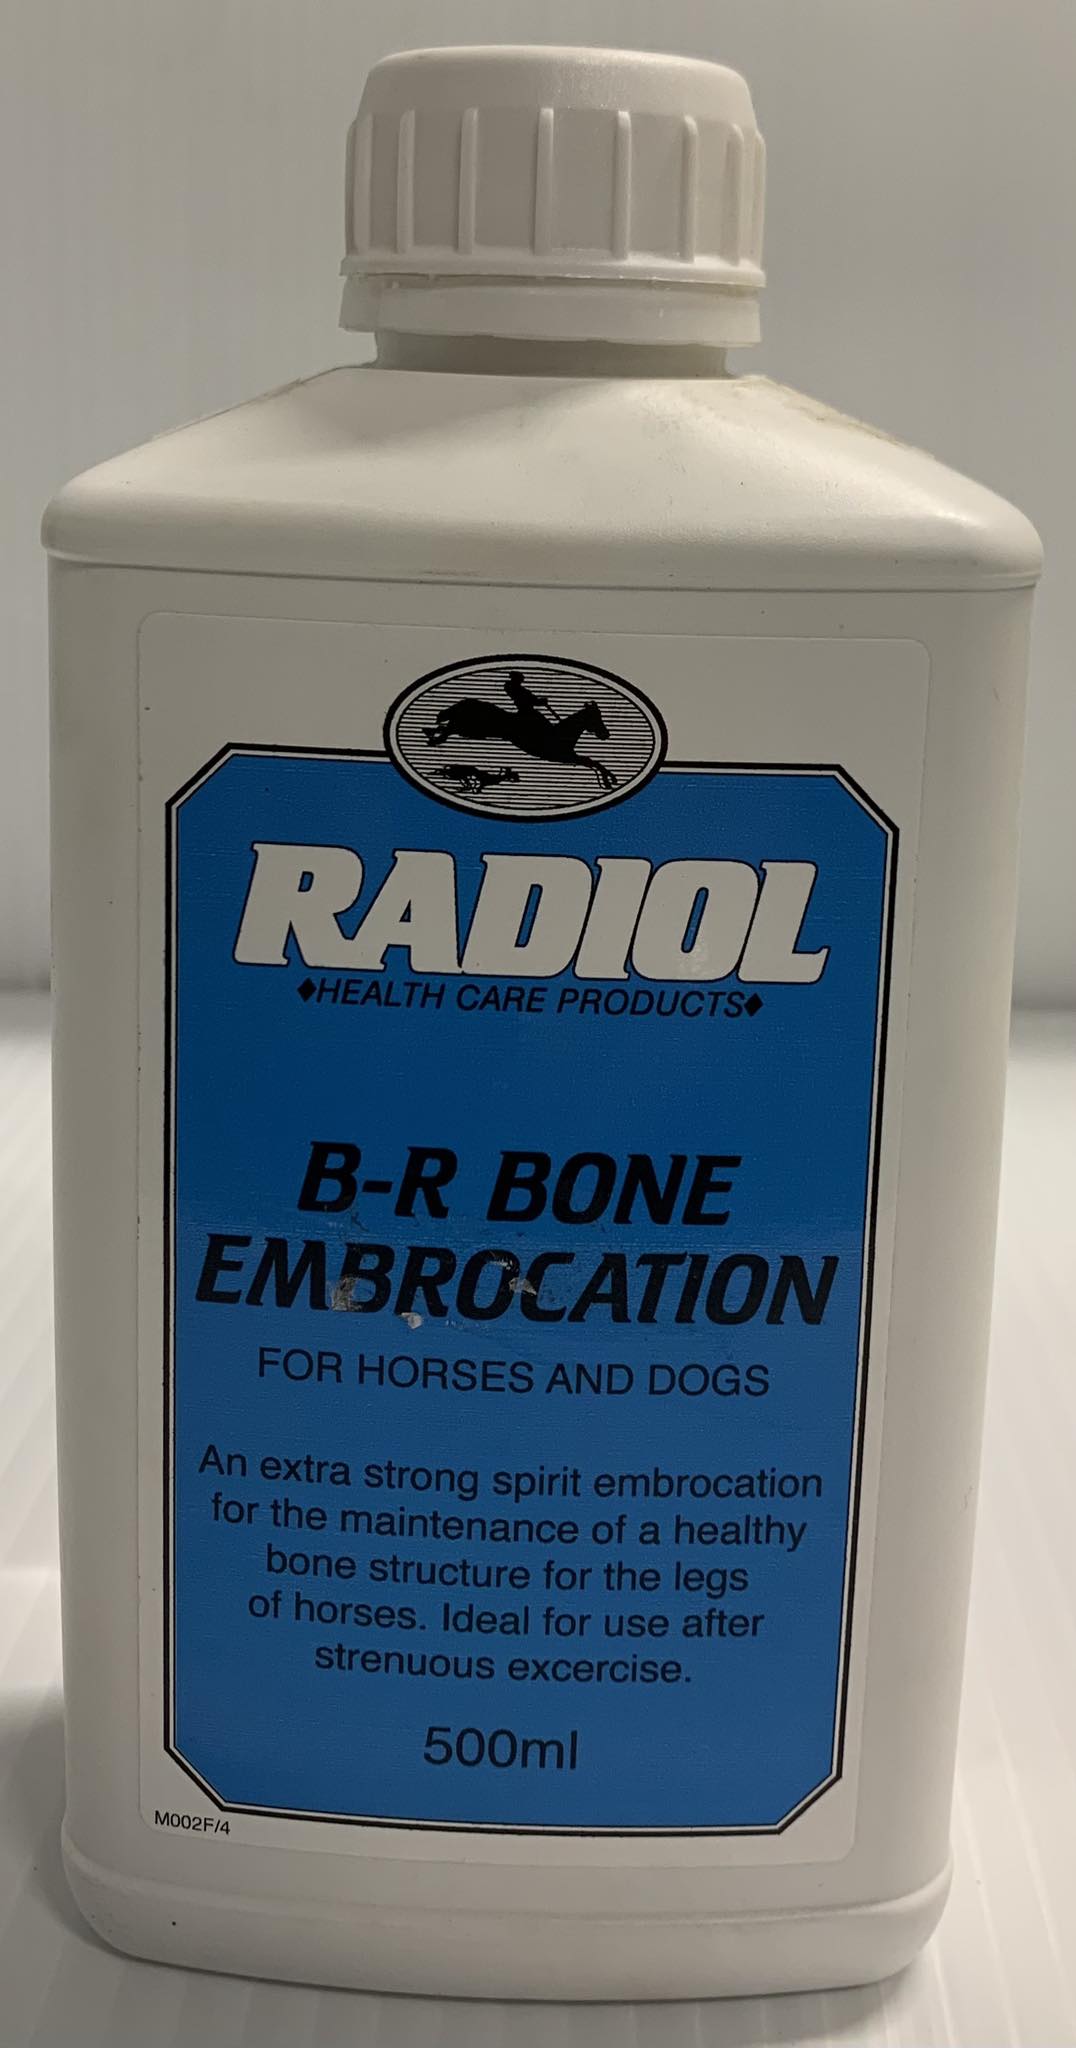 RADIOL
♦HEALTH CARE PRODUCTS♦
B-R BONE
EMBROCATION
FOR HORSES AND DOGS
An extra strong spirit embrocation
for the maintenance of a healthy
bone structure for the legs
of horses. Ideal for use after
strenuous excercise.
500ml
M002F/4